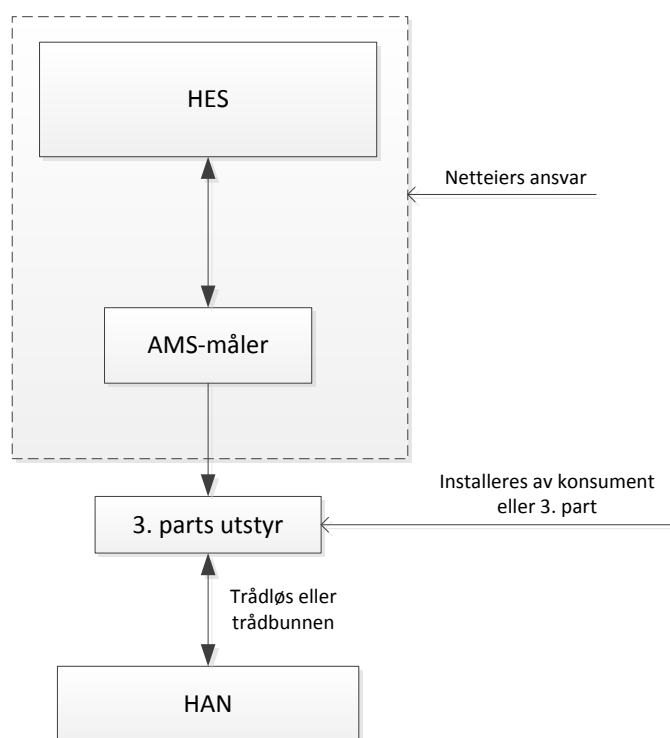 HES
Netteiers ansvar
AMS-måler
Installeres av konsument
eller 3. part
3. parts utstyr
Trådløs eller
trådbunnen
HAN